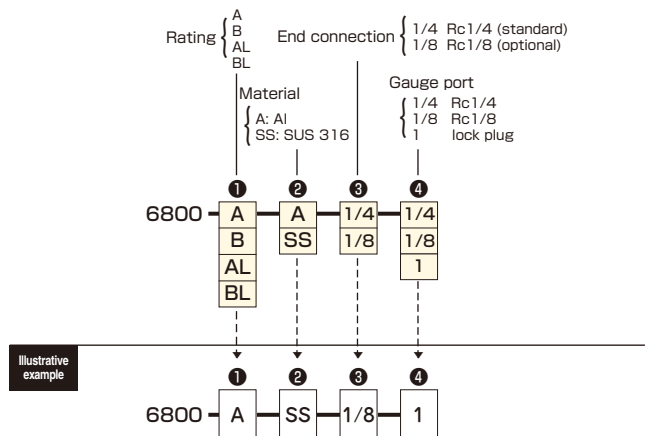 Rating { A
B
AL
BL
End connection { 1/4 Rc1/4 (standard)
1/8 Rc1/8 (optional)
Material
{ A: Al
SS: SUS 316
Gauge port
{ 1/4 Rc1/4
1/8 Rc1/8
1 lock plug
❶ ❷ ❸ ❹
6800 A A 1/4 1/4
B SS 1/8 1/8
AL 1
BL
Illustrative
example
❶ ❷ ❸ ❹
6800 A SS 1/8 1